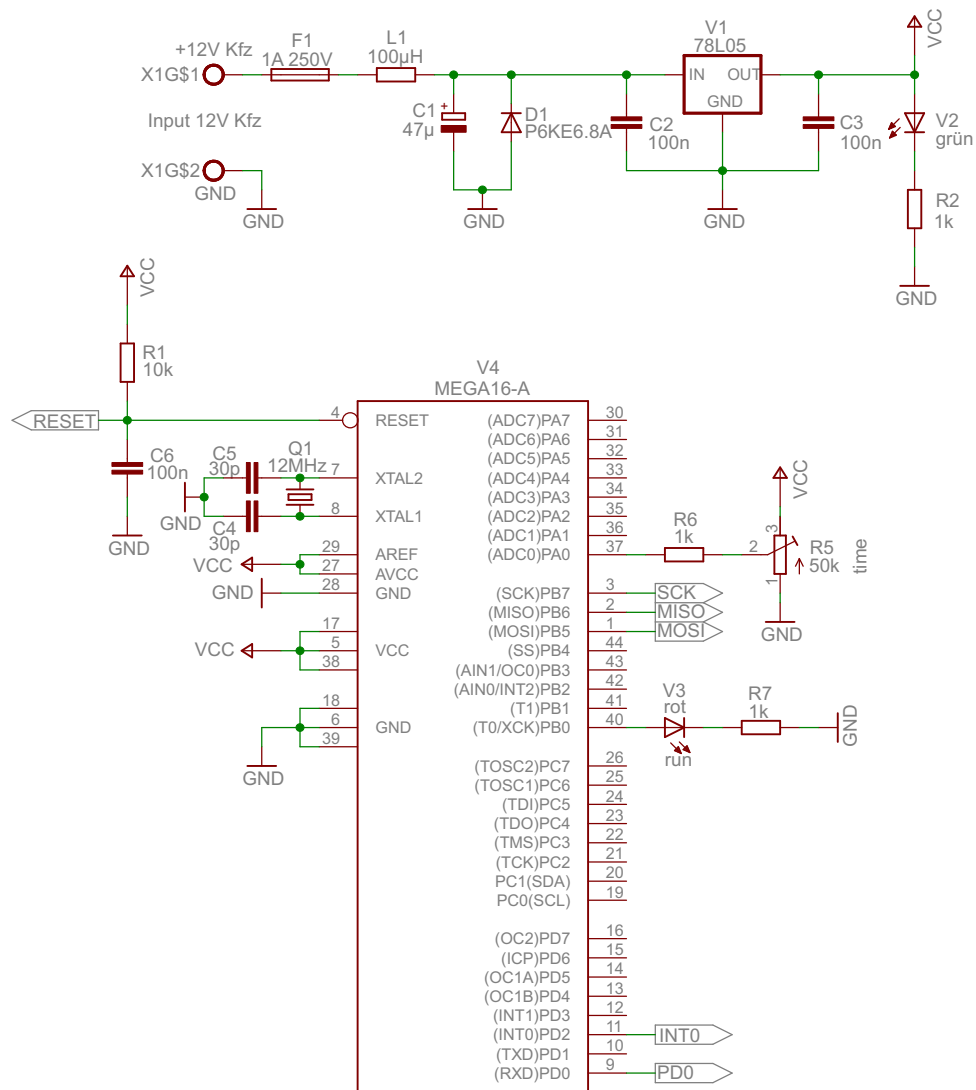 +12V Kfz
X1G$1
F1
1A 250V
L1
100µH
V1
78L05
IN OUT
GND
VCC
Input 12V Kfz
C1
+
47µ
D1
P6KE6.8A
C2
100n
C3
100n
V2
grün
X1G$2
GND
GND
GND
GND
R2
1k
GND
VCC
R1
10k
RESET
C6
100n
GND
C5
30p
Q1
12MHz
GND
C4
30p
VCC
GND
VCC
GND
V4
MEGA16-A
4 RESET
7 XTAL2
8 XTAL1
29 AREF
27 AVCC
28 GND
17
5 VCC
38
18
6 GND
39
(ADC7)PA7 30
(ADC6)PA6 31
(ADC5)PA5 32
(ADC4)PA4 33
(ADC3)PA3 34
(ADC2)PA2 35
(ADC1)PA1 36
(ADC0)PA0 37
(SCK)PB7 3 SCK
(MISO)PB6 2 MISO
(MOSI)PB5 1 MOSI
(SS)PB4 44
(AIN1/OC0)PB3 43
(AIN0/INT2)PB2 42
(T1)PB1 41
(T0/XCK)PB0 40
(TOSC2)PC7 26
(TOSC1)PC6 25
(TDI)PC5 24
(TDO)PC4 23
(TMS)PC3 22
(TCK)PC2 21
PC1(SDA) 20
PC0(SCL) 19
(OC2)PD7 16
(ICP)PD6 15
(OC1A)PD5 14
(OC1B)PD4 13
(INT1)PD3 12
(INT0)PD2 11 INT0
(TXD)PD1 10
(RXD)PD0 9 PD0
R6
1k
VCC
3
2
1
R5
50k
time
GND
V3
rot
run
R7
1k
GND